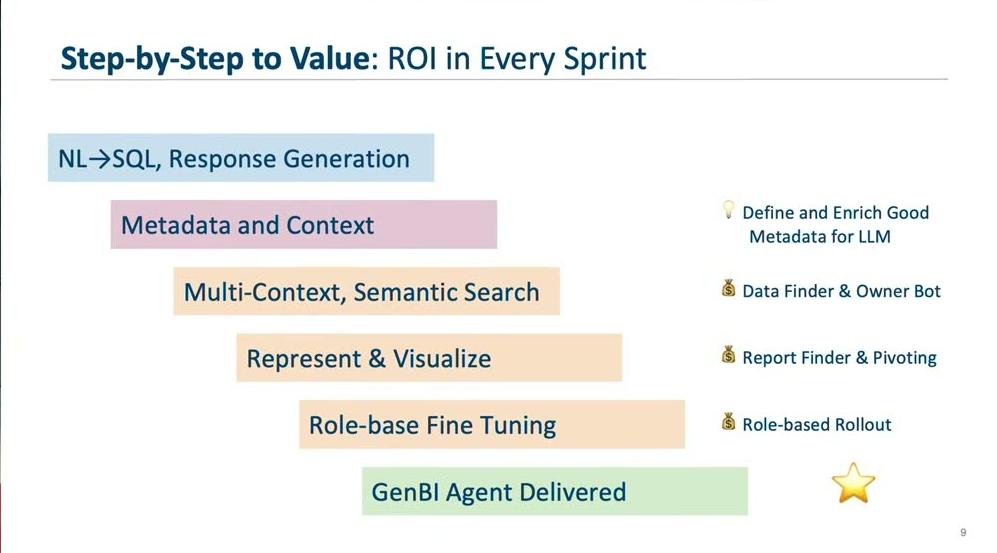 Step-by-Step to Value: ROI in Every Sprint
NL→SQL, Response Generation
Metadata and Context
Define and Enrich Good
Metadata for LLM
Multi-Context, Semantic Search
Data Finder & Owner Bot
Represent & Visualize
Report Finder & Pivoting
Role-base Fine Tuning
Role-based Rollout
GenBI Agent Delivered
9